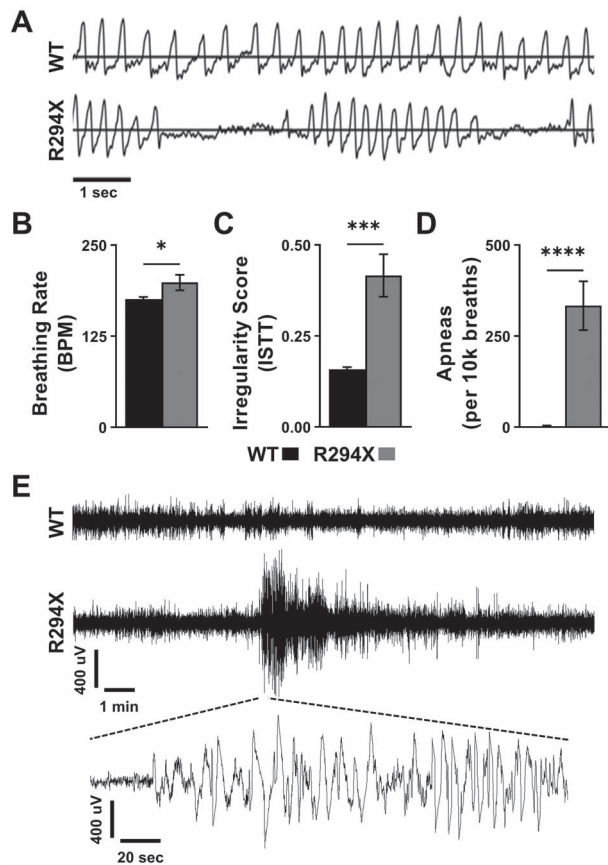 A
WT
R294X
1 sec
B
C
D
Breathing Rate
(BPM)
250
125
0
*
Irregularity Score
(ISTT)
0.50
0.25
0.00
***
Apneas
(per 10k breaths)
500
250
0
****
WT R294X
E
WT
R294X
400 uV
1 min
400 uV
20 sec